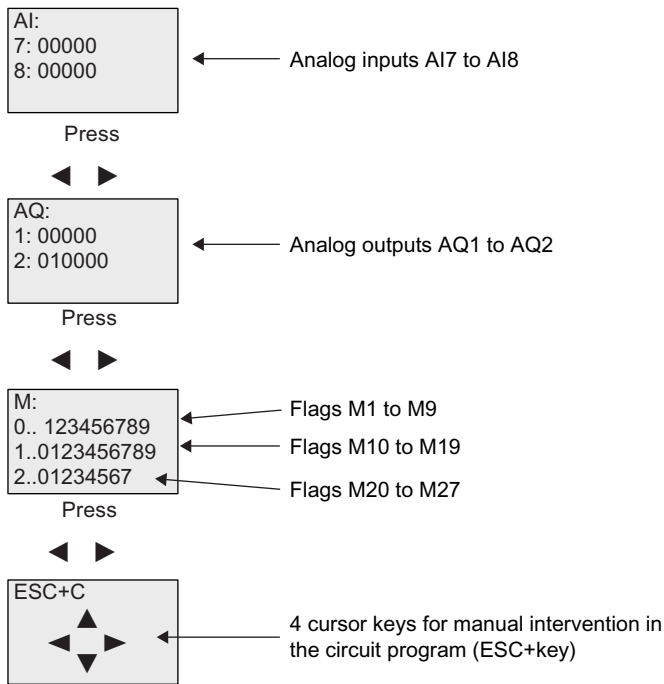 AI:
7: 00000
8: 00000
Analog inputs AI7 to AI8
Press
AQ:
1: 00000
2: 010000
Analog outputs AQ1 to AQ2
Press
M:
0.. 123456789
1..0123456789
2..01234567
Flags M1 to M9
Flags M10 to M19
Flags M20 to M27
Press
ESC+C
4 cursor keys for manual intervention in
the circuit program (ESC+key)